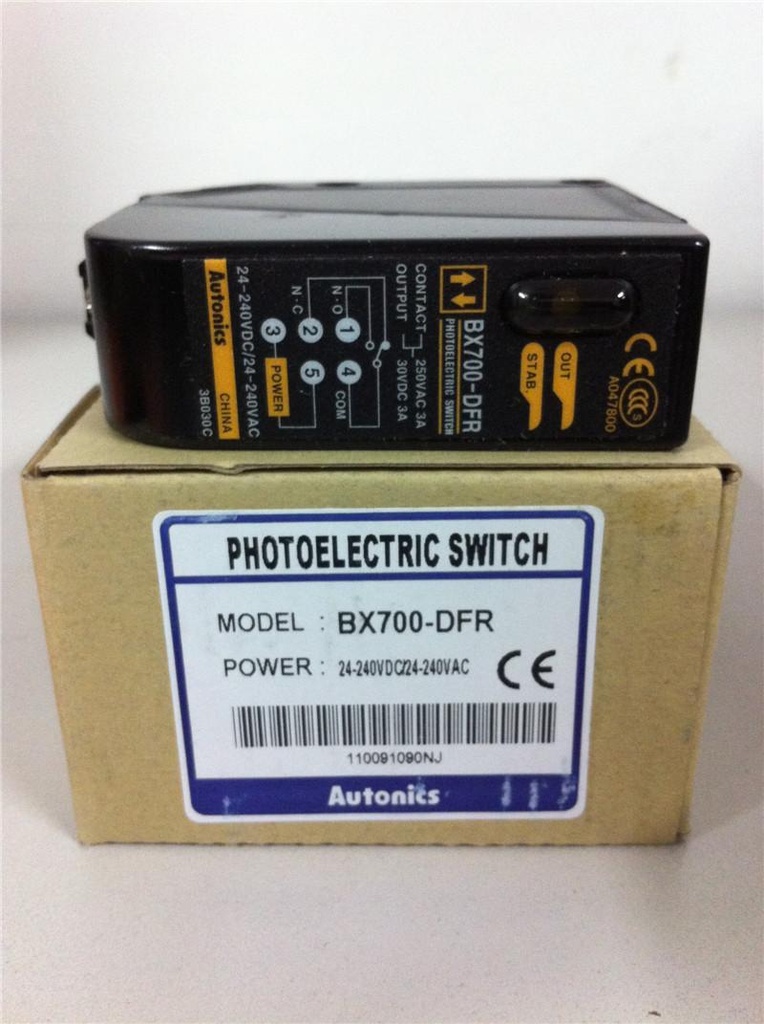 CE
CCC
S
A047800
OUT
STAB.
BX700-DFR
PHOTOELECTRIC SWITCH
CONTACT 250VAC 3A
OUTPUT 30VDC 3A
N·O
N·C
1
4
COM
2
5
3
POWER
24-240VDC/24-240VAC
Autonics
CHINA
3B030C
PHOTOELECTRIC SWITCH
MODEL : BX700-DFR
POWER : 24-240VDC/24-240VAC CE
110091090NJ
Autonics